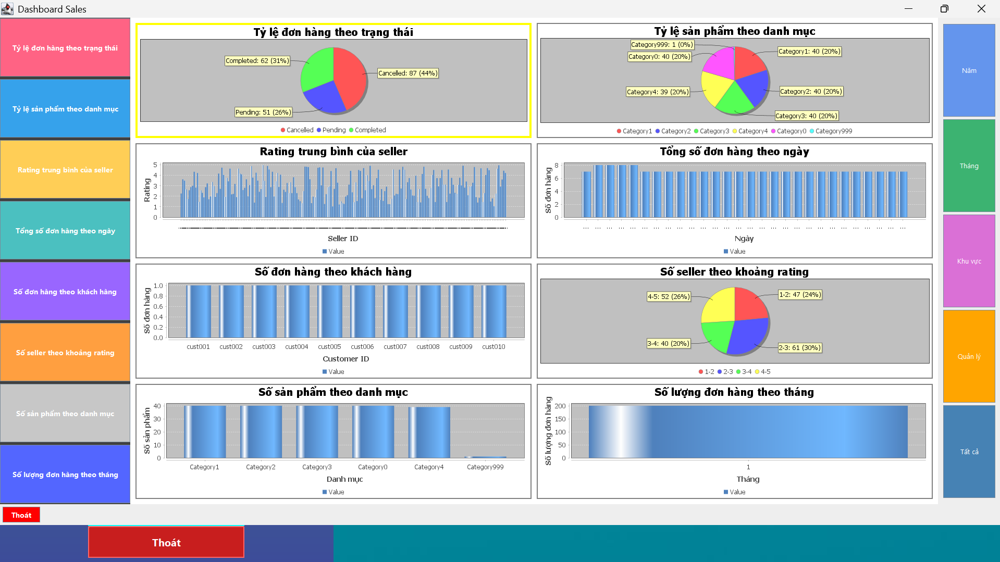 Dashboard Sales
Tỷ lệ đơn hàng theo trạng thái
Tỷ lệ sản phẩm theo danh mục
Rating trung bình của seller
Tổng số đơn hàng theo ngày
Số đơn hàng theo khách hàng
Số seller theo khoảng rating
Số sản phẩm theo danh mục
Số lượng đơn hàng theo tháng
Tỷ lệ đơn hàng theo trạng thái
Completed: 62 (31%)
Cancelled: 87 (44%)
Pending: 51 (26%)
Cancelled Pending Completed
Tỷ lệ sản phẩm theo danh mục
Category999: 1 (0%)
Category0: 40 (20%)
Category1: 40 (20%)
Category4: 39 (20%)
Category2: 40 (20%)
Category3: 40 (20%)
Category1 Category2 Category3 Category4 Category0 Category999
Rating trung bình của seller
Rating
5
4
3
2
1
0
Seller ID
Value
Tổng số đơn hàng theo ngày
Số đơn hàng
8
6
4
2
0
... ... ... ... ... ... ... ... ... ... ... ... ... ... ... ... ... ... ... ... ... ... ... ... ... ... ... ...
Ngày
Value
Số đơn hàng theo khách hàng
Số đơn hàng
1.0
0.8
0.6
0.4
0.2
0.0
cust001 cust002 cust003 cust004 cust005 cust006 cust007 cust008 cust009 cust010
Customer ID
Value
Số seller theo khoảng rating
4-5: 52 (26%)
1-2: 47 (24%)
3-4: 40 (20%)
2-3: 61 (30%)
1-2 2-3 3-4 4-5
Số sản phẩm theo danh mục
Số sản phẩm
40
30
20
10
0
Category1 Category2 Category3 Category0 Category4 Category999
Danh mục
Value
Số lượng đơn hàng theo tháng
Số lượng đơn hàng
200
150
100
50
0
1
Tháng
Value
Năm
Tháng
Khu vực
Quản lý
Tất cả
Thoát
Thoát